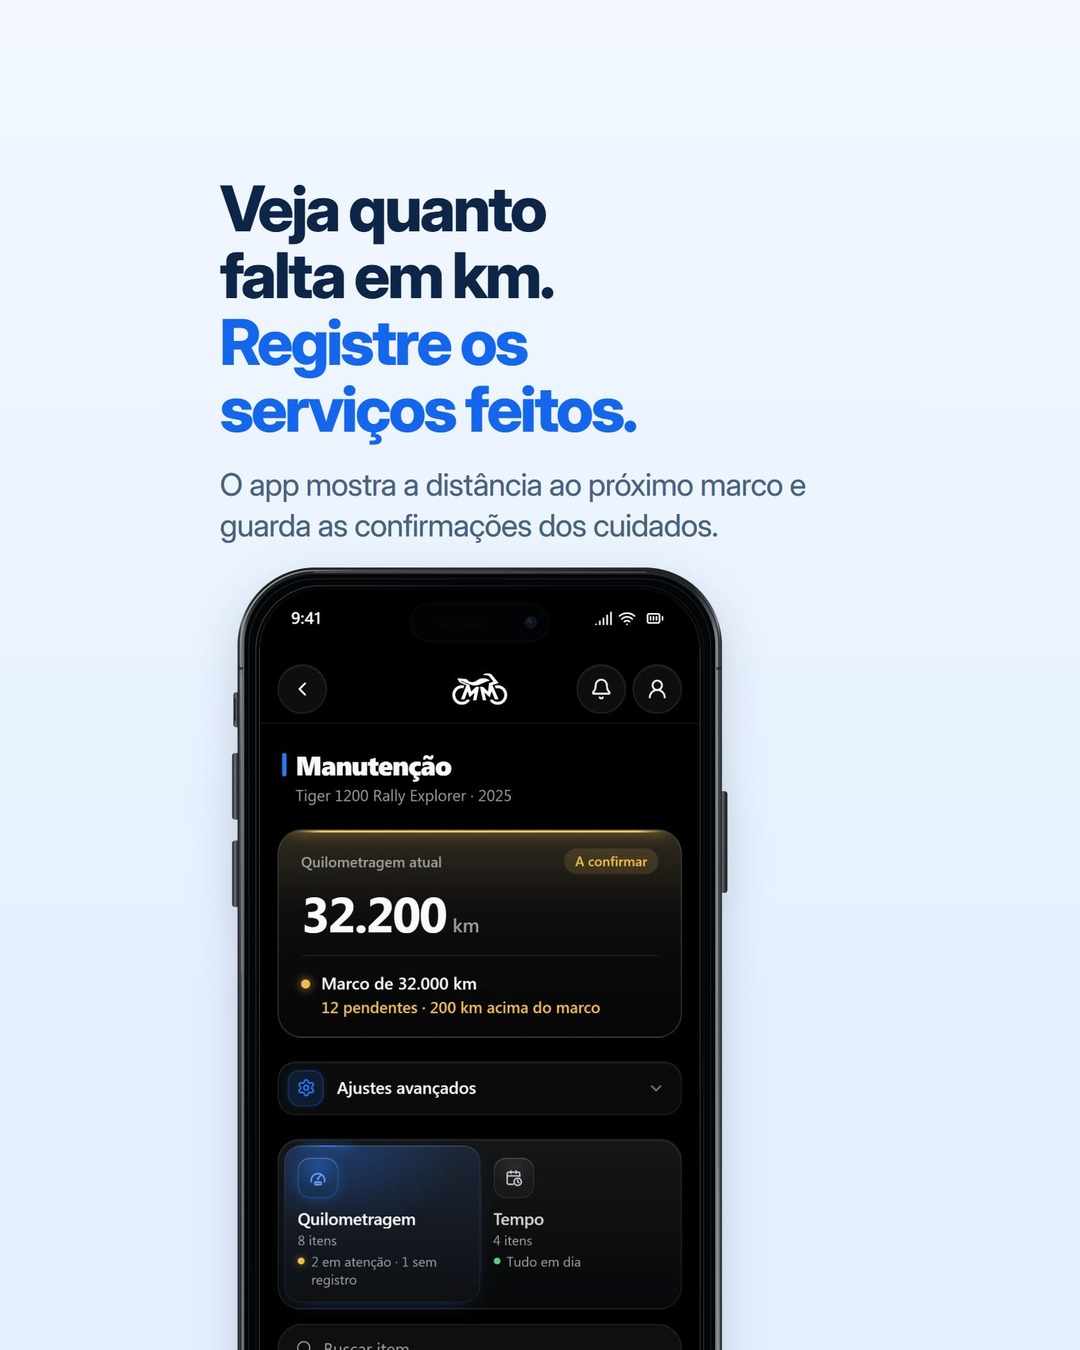 Veja quanto
falta em km.
Registre os
serviços feitos.
O app mostra a distância ao próximo marco e
guarda as confirmações dos cuidados.
9:41
MM
Manutenção
Tiger 1200 Rally Explorer · 2025
Quilometragem atual
A confirmar
32.200 km
Marco de 32.000 km
12 pendentes · 200 km acima do marco
Ajustes avançados
Quilometragem
8 itens
2 em atenção · 1 sem
registro
Tempo
4 itens
Tudo em dia
Buscar item